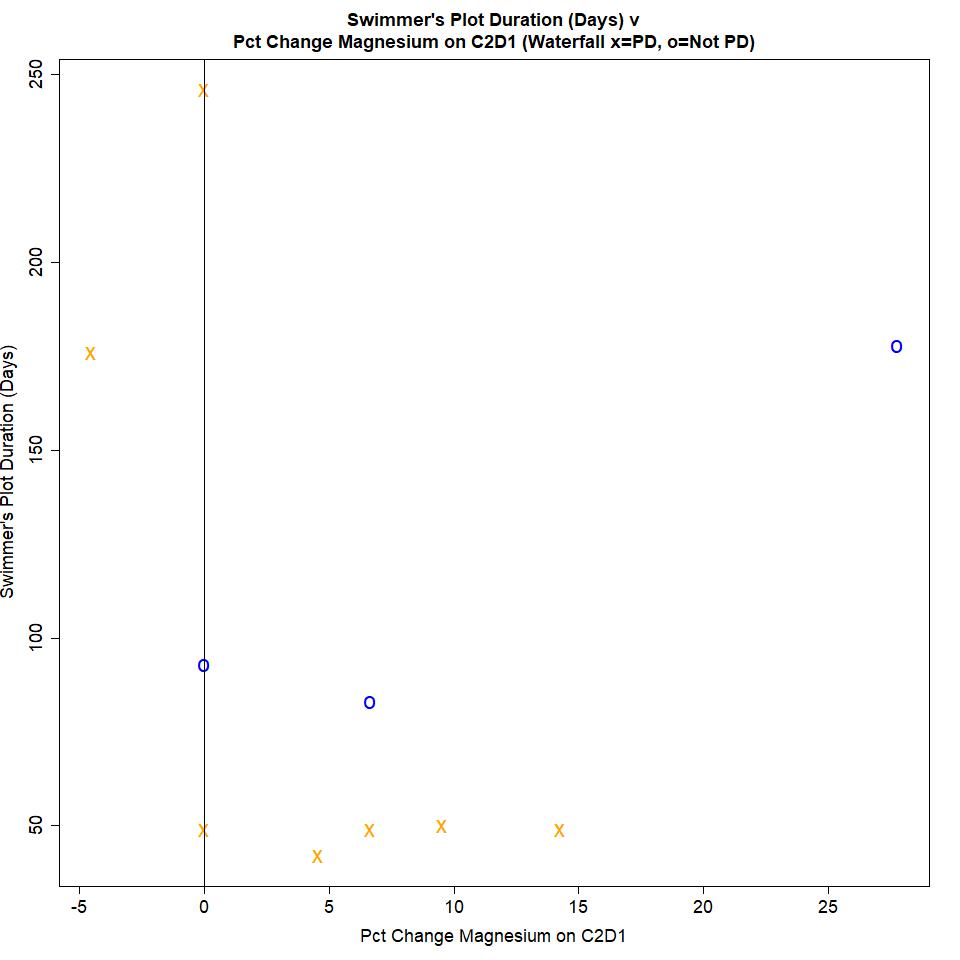 Swimmer's Plot Duration (Days) v
Pct Change Magnesium on C2D1 (Waterfall x=PD, o=Not PD)
Swimmer's Plot Duration (Days)
250
200
150
100
50
X
X
O
O
O
X
X
X
X
X
-5
0
5
10
15
20
25
Pct Change Magnesium on C2D1